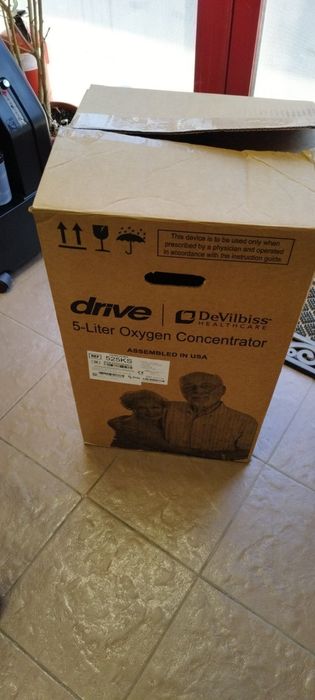 This device is to be used only when
prescribed by a physician and operated
in accordance with the instruction guide.
drive
DeVilbiss
HEALTHCARE
5-Liter Oxygen Concentrator
ASSEMBLED IN USA
REF 525KS